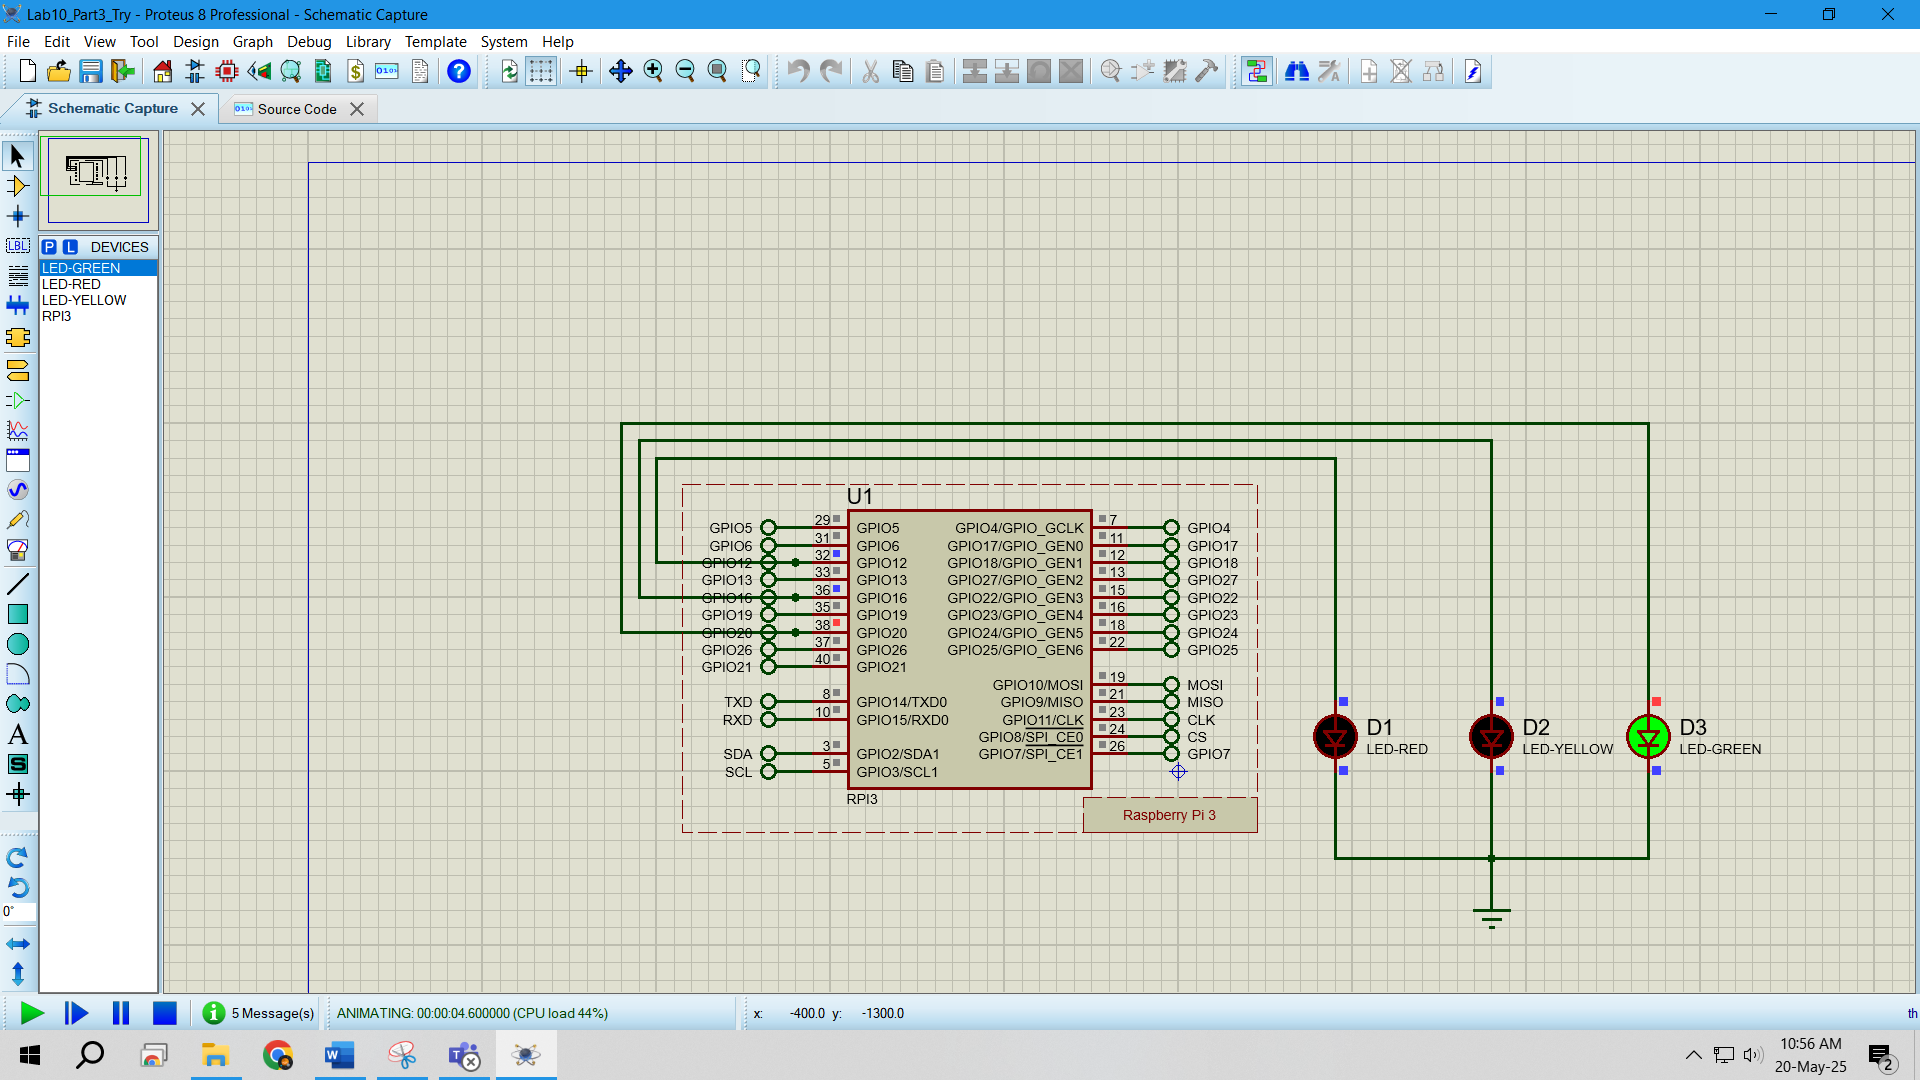 Lab10_Part3_Try - Proteus 8 Professional - Schematic Capture
File Edit View Tool Design Graph Debug Library Template System Help
Schematic Capture
Source Code
P L DEVICES
LED-GREEN
LED-RED
LED-YELLOW
RPI3
LBL
A
S
0°
U1
GPIO5 29 GPIO5 GPIO4/GPIO_GCLK 7 GPIO4
GPIO6 31 GPIO6 GPIO17/GPIO_GEN0 11 GPIO17
GPIO12 32 GPIO12 GPIO18/GPIO_GEN1 12 GPIO18
GPIO13 33 GPIO13 GPIO27/GPIO_GEN2 13 GPIO27
GPIO16 36 GPIO16 GPIO22/GPIO_GEN3 15 GPIO22
GPIO19 35 GPIO19 GPIO23/GPIO_GEN4 16 GPIO23
GPIO20 38 GPIO20 GPIO24/GPIO_GEN5 18 GPIO24
GPIO26 37 GPIO26 GPIO25/GPIO_GEN6 22 GPIO25
GPIO21 40 GPIO21
GPIO10/MOSI 19 MOSI
TXD 8 GPIO14/TXD0 GPIO9/MISO 21 MISO
RXD 10 GPIO15/RXD0 GPIO11/CLK 23 CLK
GPIO8/SPI_CE0 24 CS
SDA 3 GPIO2/SDA1 GPIO7/SPI_CE1 26 GPIO7
SCL 5 GPIO3/SCL1
RPI3
Raspberry Pi 3
D1
LED-RED
D2
LED-YELLOW
D3
LED-GREEN
5 Message(s) ANIMATING: 00:00:04.600000 (CPU load 44%) x: -400.0 y: -1300.0 th
10:56 AM
20-May-25
2